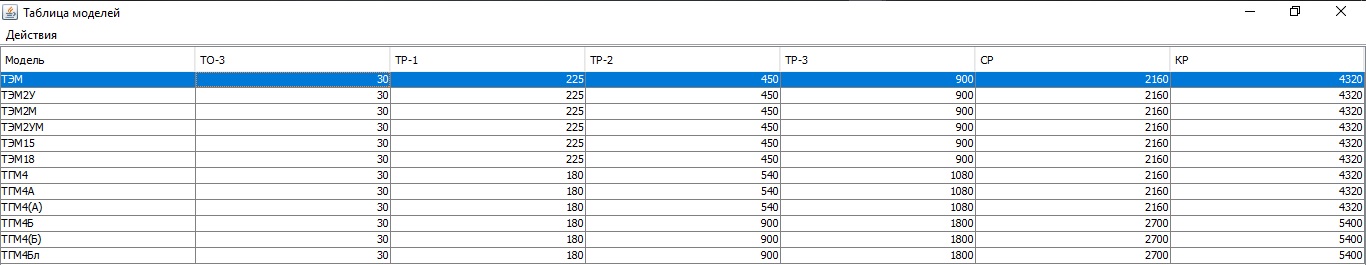 Таблица моделей
Действия
Модель ТО-3 ТР-1 ТР-2 ТР-3 СР КР
ТЭМ 30 225 450 900 2160 4320
ТЭМ2У 30 225 450 900 2160 4320
ТЭМ2М 30 225 450 900 2160 4320
ТЭМ2УМ 30 225 450 900 2160 4320
ТЭМ15 30 225 450 900 2160 4320
ТЭМ18 30 225 450 900 2160 4320
ТГМ4 30 180 540 1080 2160 4320
ТГМ4А 30 180 540 1080 2160 4320
ТГМ4(А) 30 180 540 1080 2160 4320
ТГМ4Б 30 180 900 1800 2700 5400
ТГМ4(Б) 30 180 900 1800 2700 5400
ТГМ4Бл 30 180 900 1800 2700 5400